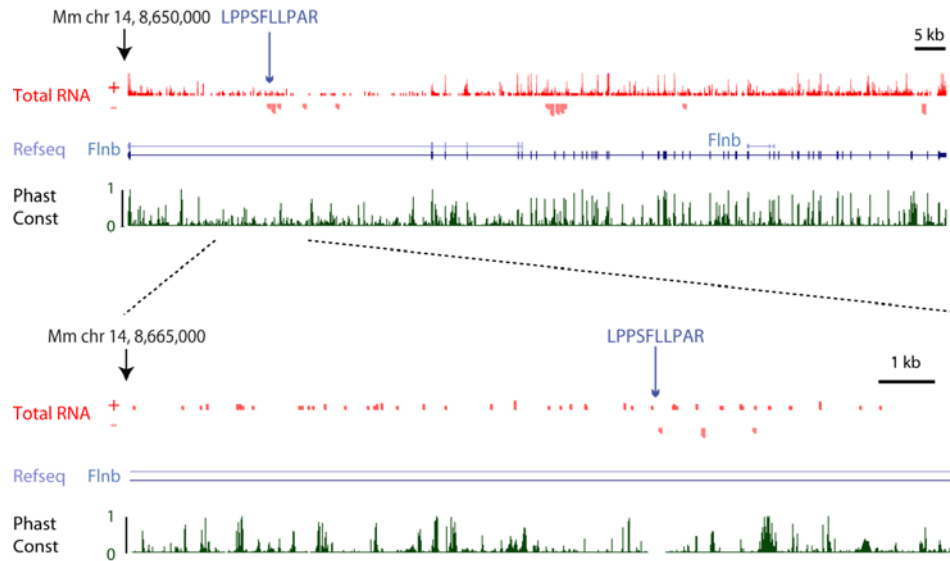 Mm chr 14, 8,650,000 LPPSFLLPAR
5 kb
Total RNA + −
Refseq Flnb Flnb
Phast Const 1 0
Mm chr 14, 8,665,000 LPPSFLLPAR
1 kb
Total RNA + −
Refseq Flnb
Phast Const 1 0